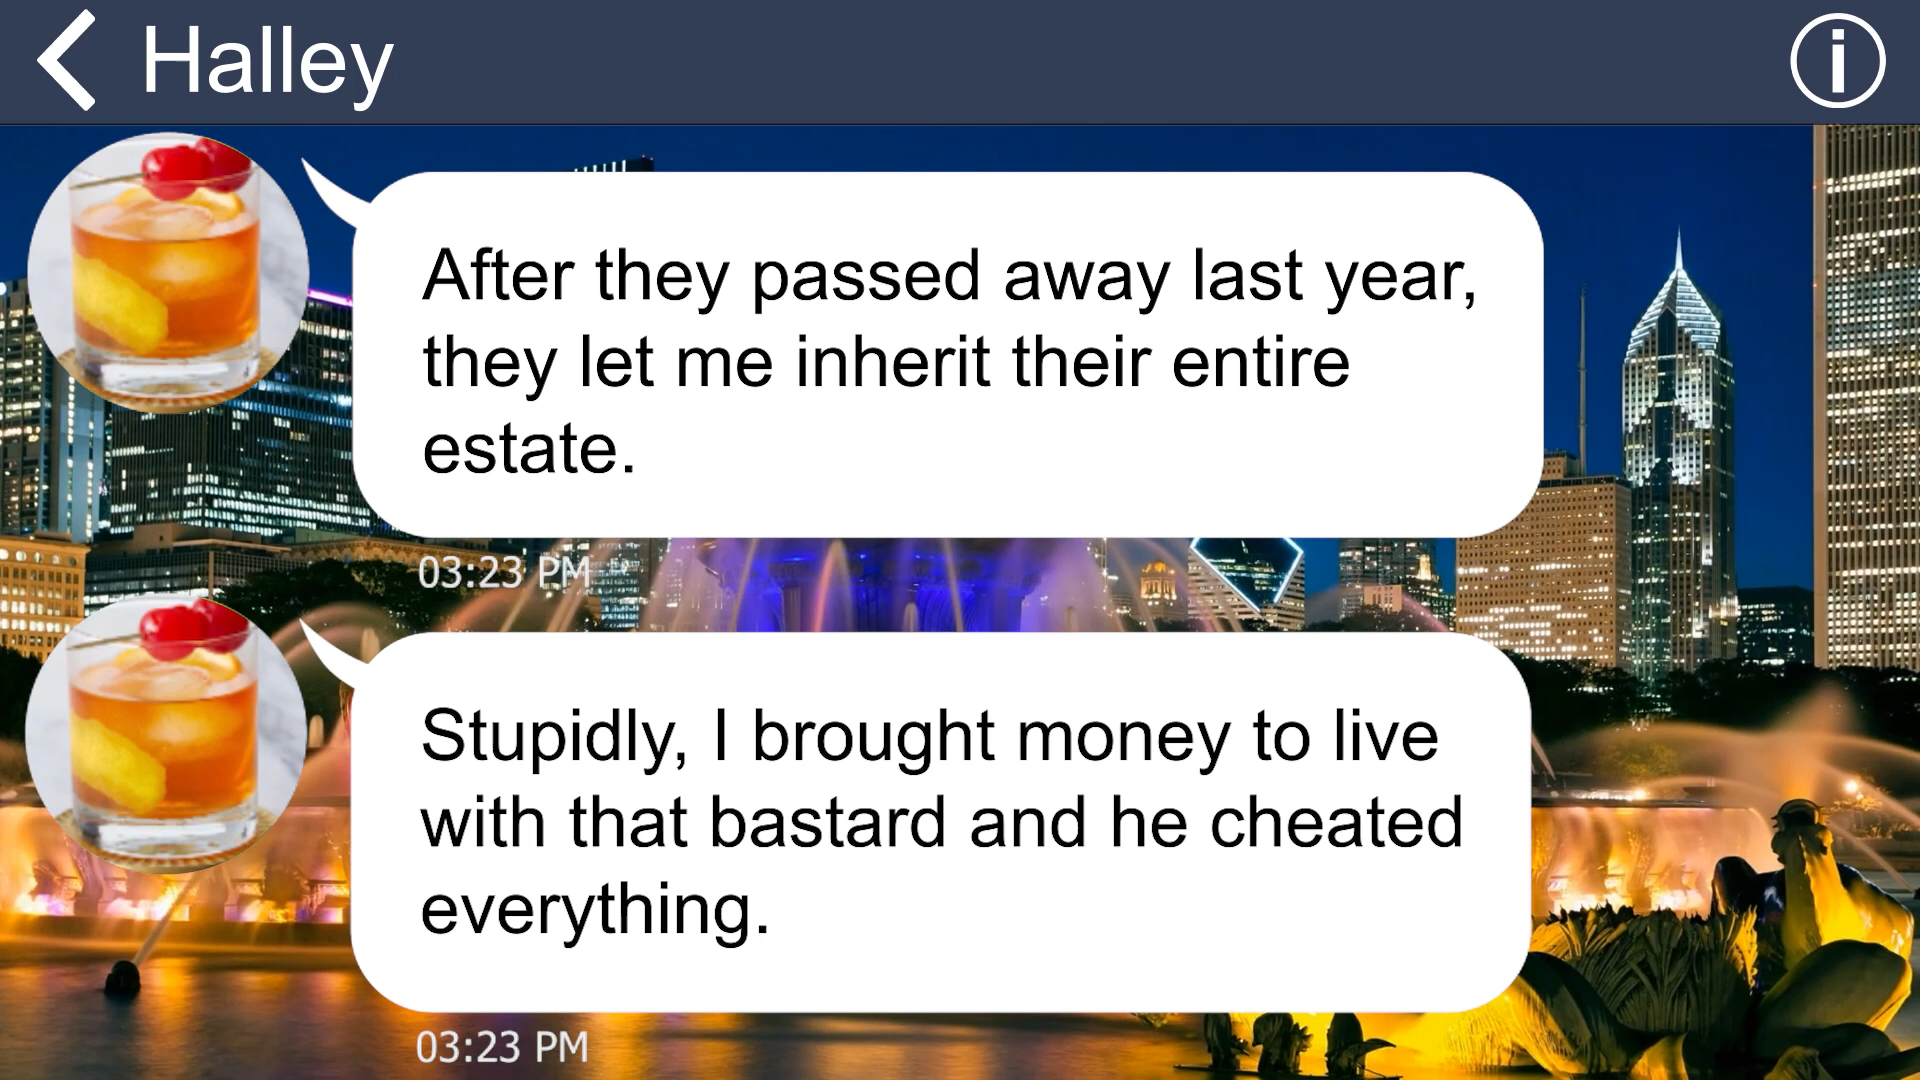 Halley
After they passed away last year,
they let me inherit their entire
estate.
03:23 PM
Stupidly, I brought money to live
with that bastard and he cheated
everything.
03:23 PM